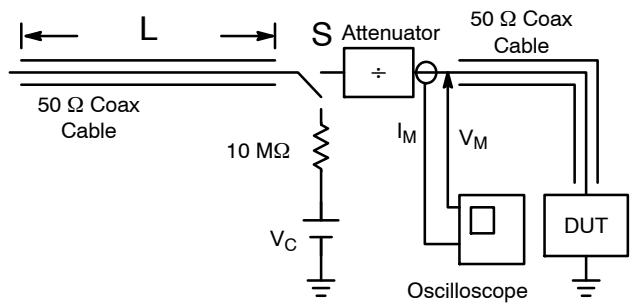 L
S
Attenuator
÷
50 Ω Coax
Cable
50 Ω Coax
Cable
10 MΩ
I_M
V_M
V_C
DUT
Oscilloscope